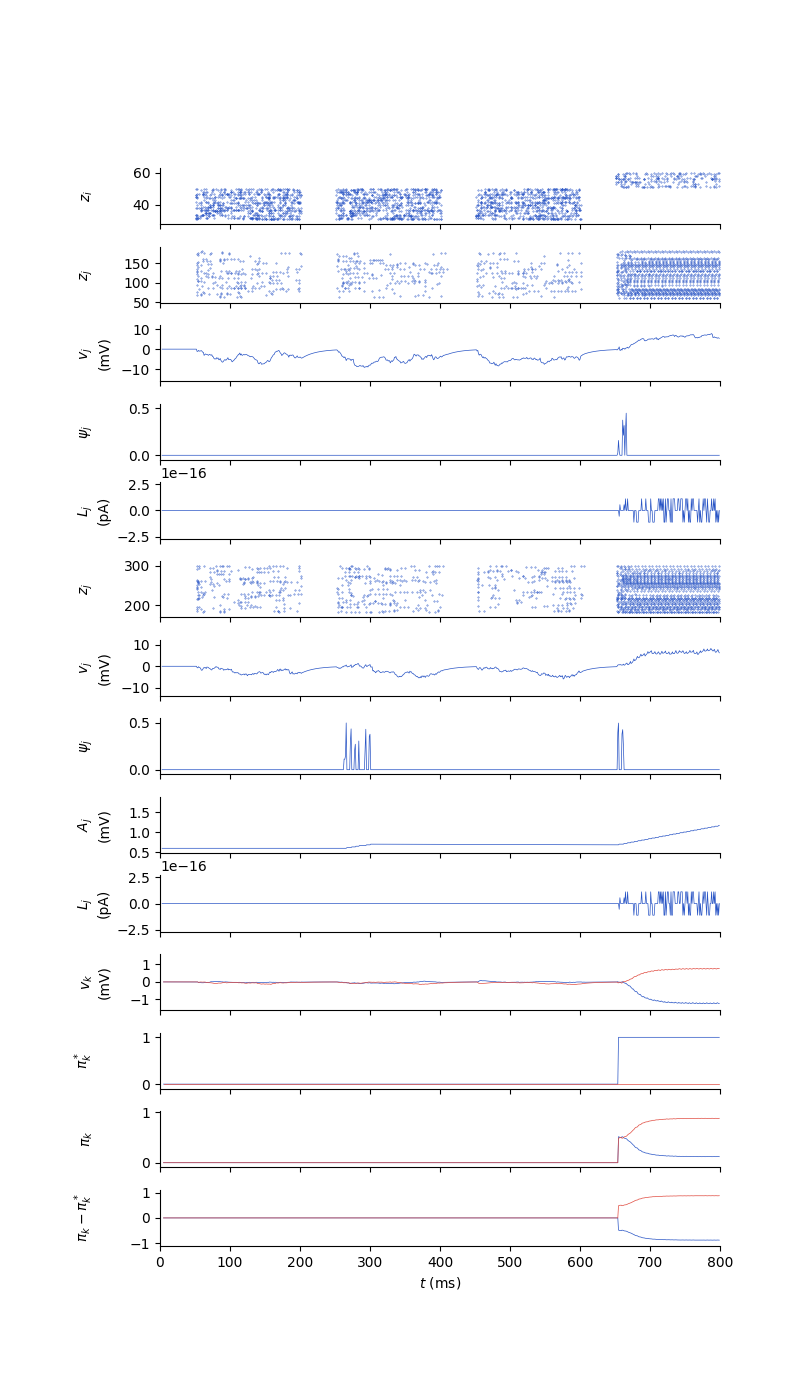 60
40
z_i
150
100
50
z_j
10
0
−10
v_j
(mV)
0.5
0.0
ψ_j
1e−16
2.5
0.0
−2.5
L_j
(pA)
300
200
z_j
10
0
−10
v_j
(mV)
0.5
0.0
ψ_j
1.5
1.0
0.5
A_j
(mV)
1e−16
2.5
0.0
−2.5
L_j
(pA)
1
0
−1
v_k
(mV)
1
0
π_k^*
1
0
π_k
1
0
−1
π_k − π_k^*
0 100 200 300 400 500 600 700 800
t (ms)